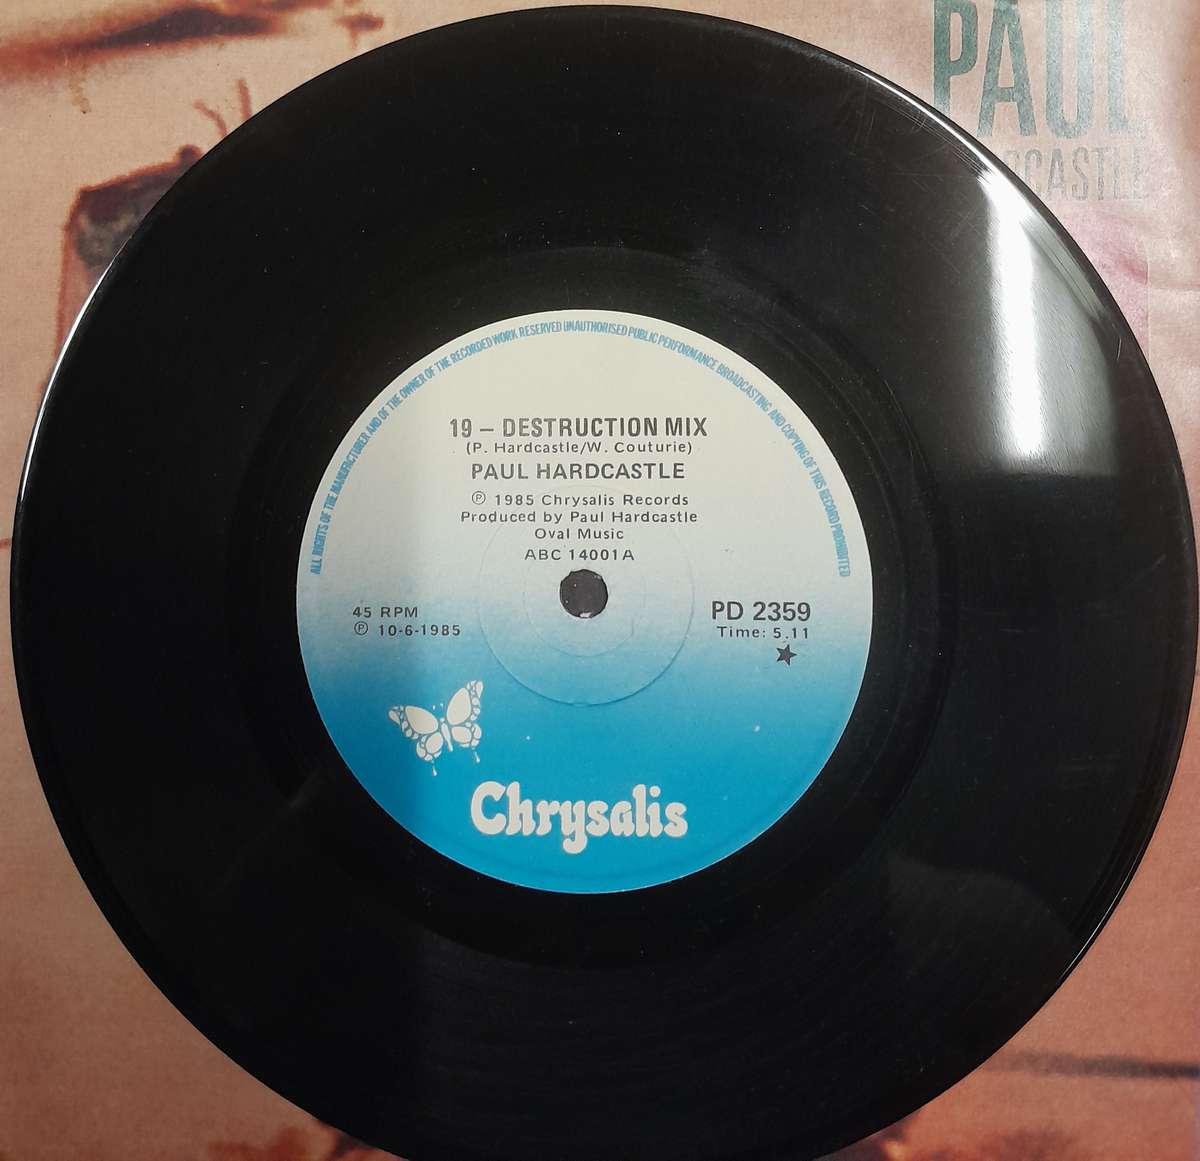 PAUL
ALL RIGHTS OF THE MANUFACTURER AND OF THE OWNER OF THE RECORDED WORK RESERVED UNAUTHORISED PUBLIC PERFORMANCE BROADCASTING AND COPYING OF THIS RECORD PROHIBITED
19 – DESTRUCTION MIX
(P. Hardcastle/W. Couturie)
PAUL HARDCASTLE
℗ 1985 Chrysalis Records
Produced by Paul Hardcastle
Oval Music
ABC 14001A
45 RPM
℗ 10-6-1985
PD 2359
Time: 5.11
Chrysalis